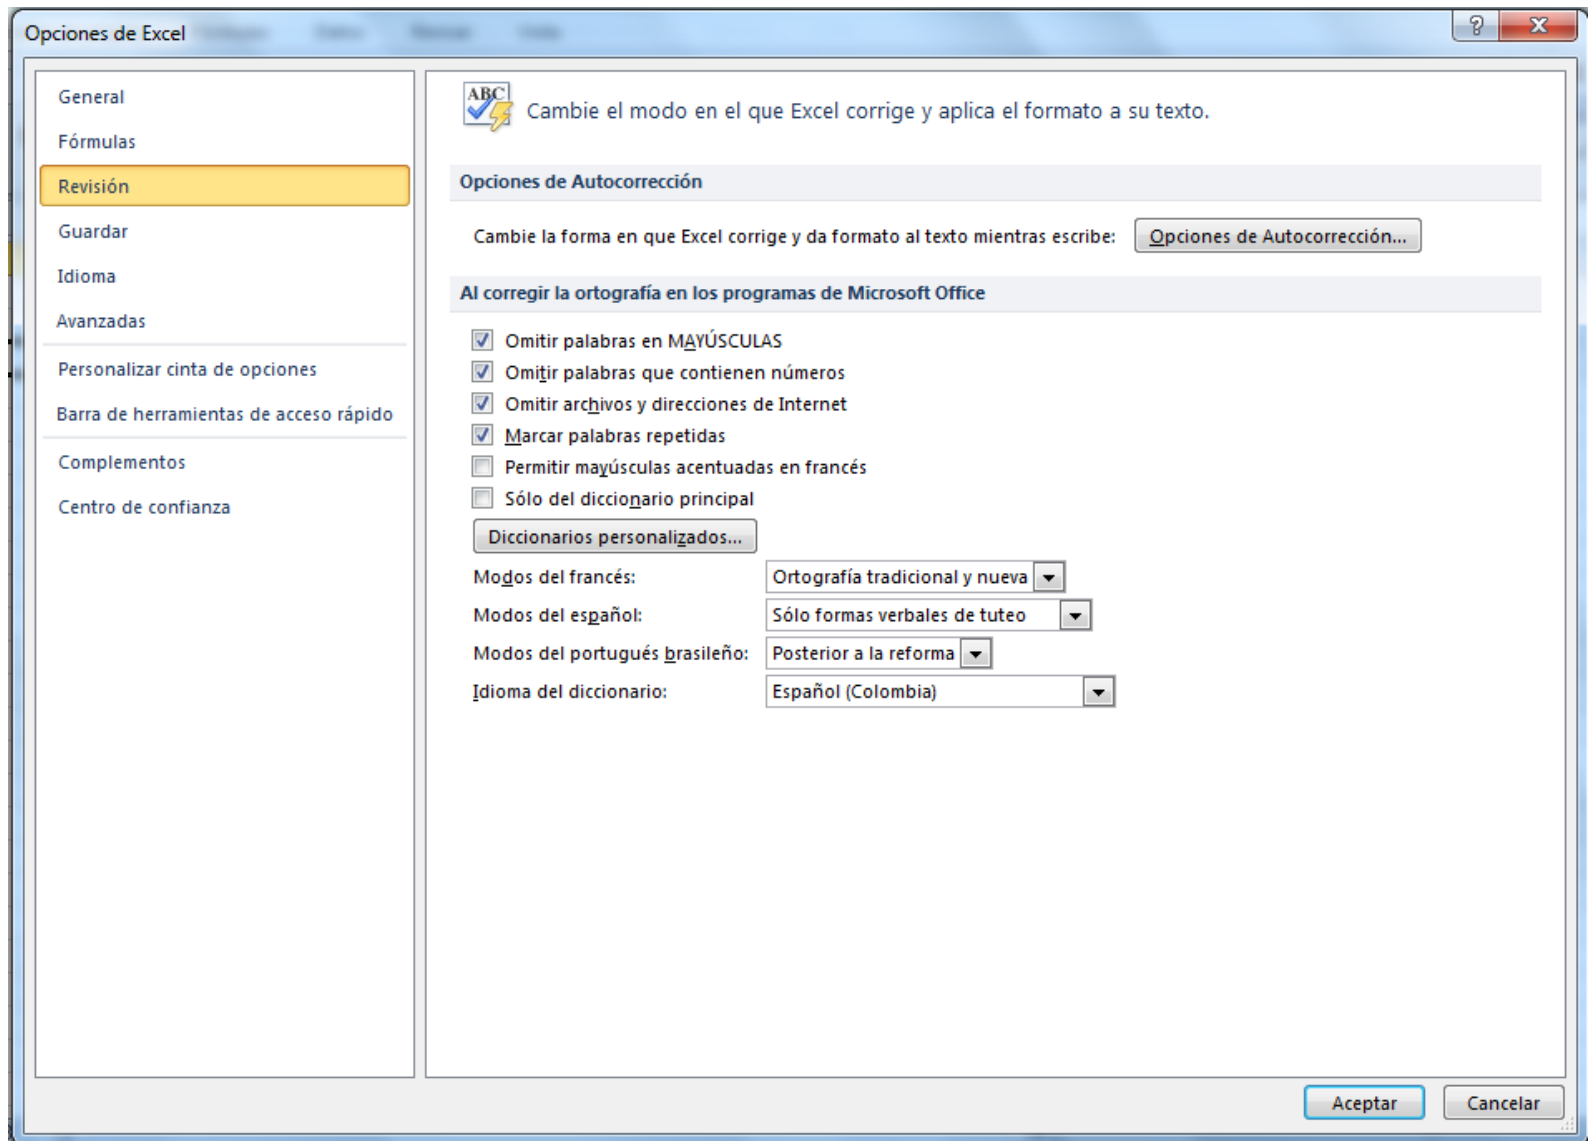 Opciones de Excel
General
Fórmulas
Revisión
Guardar
Idioma
Avanzadas
Personalizar cinta de opciones
Barra de herramientas de acceso rápido
Complementos
Centro de confianza
ABC
Cambie el modo en el que Excel corrige y aplica el formato a su texto.
Opciones de Autocorrección
Cambie la forma en que Excel corrige y da formato al texto mientras escribe: Opciones de Autocorrección...
Al corregir la ortografía en los programas de Microsoft Office
Omitir palabras en MAYÚSCULAS
Omitir palabras que contienen números
Omitir archivos y direcciones de Internet
Marcar palabras repetidas
Permitir mayúsculas acentuadas en francés
Sólo del diccionario principal
Diccionarios personalizados...
Modos del francés: Ortografía tradicional y nueva
Modos del español: Sólo formas verbales de tuteo
Modos del portugués brasileño: Posterior a la reforma
Idioma del diccionario: Español (Colombia)
Aceptar Cancelar